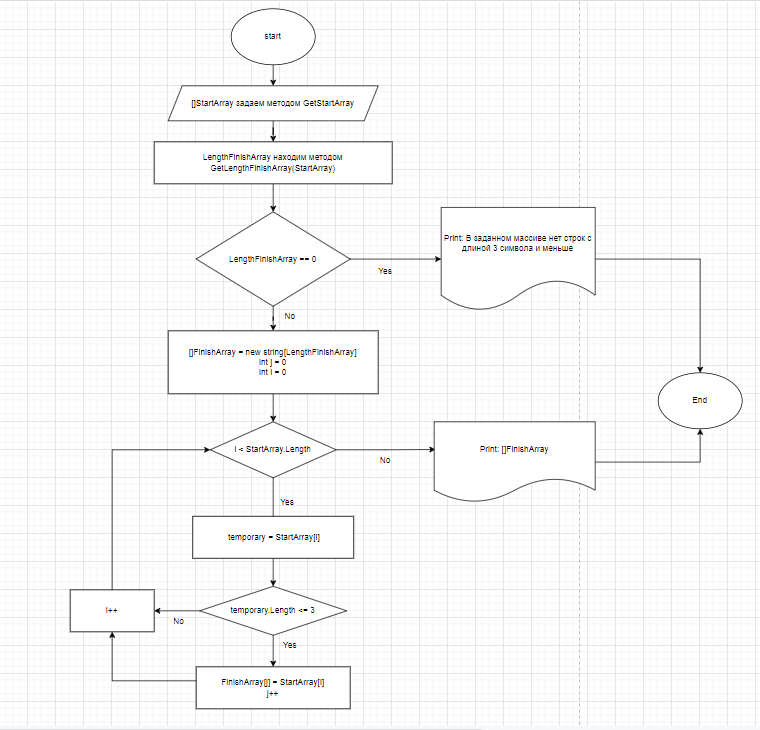 start
[]StartArray задаем методом GetStartArray
LengthFinishArray находим методом
GetLengthFinishArray(StartArray)
LengthFinishArray == 0
Yes
Print: В заданном массиве нет строк с
длиной 3 символа и меньше
No
[]FinishArray = new string[LengthFinishArray]
int j = 0
int i = 0
End
i < StartArray.Length
No
Print: []FinishArray
Yes
temporary = StartArray[i]
i++
No
temporary.Length <= 3
Yes
FinishArray[j] = StartArray[i]
j++